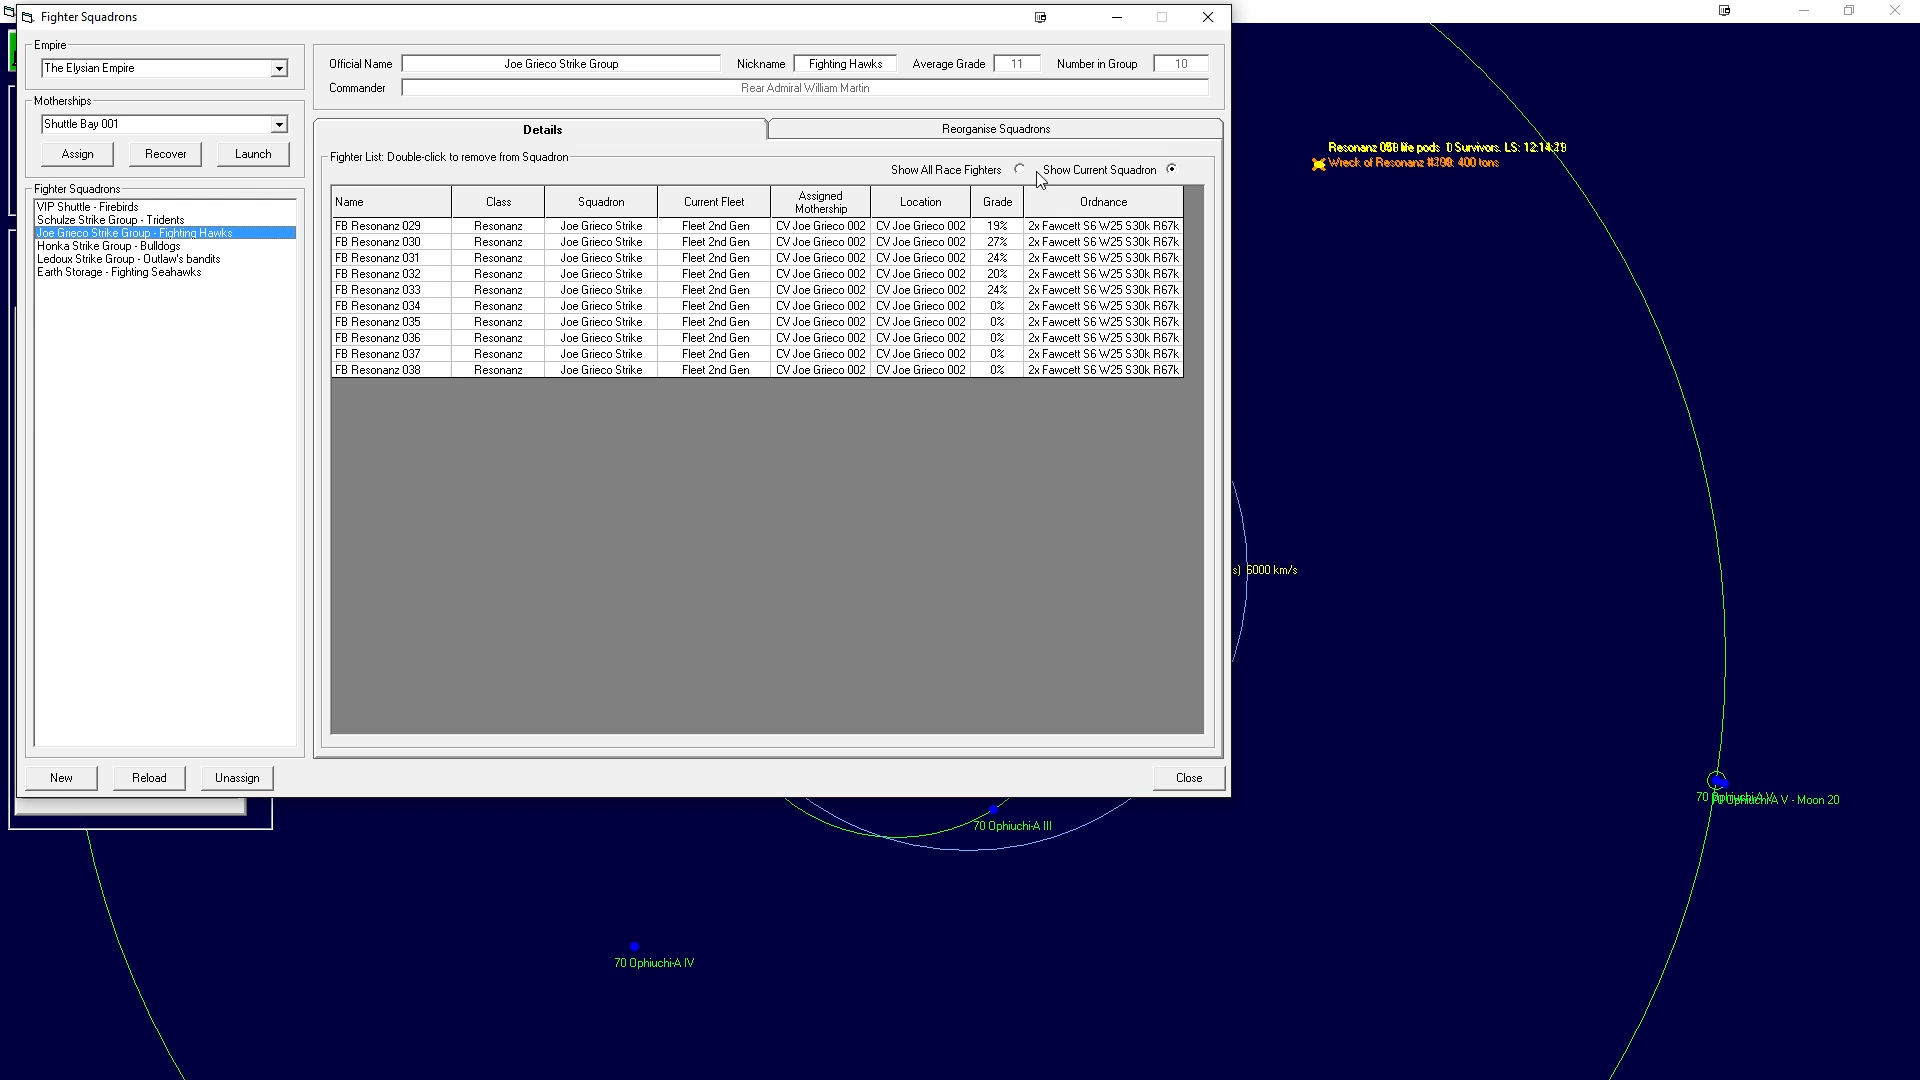 Fighter Squadrons
Empire
The Elysian Empire
Motherships
Shuttle Bay 001
Assign Recover Launch
Fighter Squadrons
VIP Shuttle - Firebirds
Schulze Strike Group - Tridents
Joe Grieco Strike Group - Fighting Hawks
Honka Strike Group - Bulldogs
Ledoux Strike Group - Outlaw's bandits
Earth Storage - Fighting Seahawks
New Reload Unassign
Official Name Joe Grieco Strike Group Nickname Fighting Hawks Average Grade 11 Number in Group 10
Commander Rear Admiral William Martin
Details Reorganise Squadrons
Fighter List: Double-click to remove from Squadron
Show All Race Fighters Show Current Squadron
Name Class Squadron Current Fleet Assigned Mothership Location Grade Ordnance
FB Resonanz 029 Resonanz Joe Grieco Strike Fleet 2nd Gen CV Joe Grieco 002 CV Joe Grieco 002 19% 2x Fawcett S6 W25 S30k R67k
FB Resonanz 030 Resonanz Joe Grieco Strike Fleet 2nd Gen CV Joe Grieco 002 CV Joe Grieco 002 27% 2x Fawcett S6 W25 S30k R67k
FB Resonanz 031 Resonanz Joe Grieco Strike Fleet 2nd Gen CV Joe Grieco 002 CV Joe Grieco 002 24% 2x Fawcett S6 W25 S30k R67k
FB Resonanz 032 Resonanz Joe Grieco Strike Fleet 2nd Gen CV Joe Grieco 002 CV Joe Grieco 002 20% 2x Fawcett S6 W25 S30k R67k
FB Resonanz 033 Resonanz Joe Grieco Strike Fleet 2nd Gen CV Joe Grieco 002 CV Joe Grieco 002 24% 2x Fawcett S6 W25 S30k R67k
FB Resonanz 034 Resonanz Joe Grieco Strike Fleet 2nd Gen CV Joe Grieco 002 CV Joe Grieco 002 0% 2x Fawcett S6 W25 S30k R67k
FB Resonanz 035 Resonanz Joe Grieco Strike Fleet 2nd Gen CV Joe Grieco 002 CV Joe Grieco 002 0% 2x Fawcett S6 W25 S30k R67k
FB Resonanz 036 Resonanz Joe Grieco Strike Fleet 2nd Gen CV Joe Grieco 002 CV Joe Grieco 002 0% 2x Fawcett S6 W25 S30k R67k
FB Resonanz 037 Resonanz Joe Grieco Strike Fleet 2nd Gen CV Joe Grieco 002 CV Joe Grieco 002 0% 2x Fawcett S6 W25 S30k R67k
FB Resonanz 038 Resonanz Joe Grieco Strike Fleet 2nd Gen CV Joe Grieco 002 CV Joe Grieco 002 0% 2x Fawcett S6 W25 S30k R67k
Close
Resonanz life pods Survivors. LS:
Wreck of Resonanz 400 tons
s) 6000 km/s
70 Ophiuchi-A V - Moon 20
70 Ophiuchi-A III
70 Ophiuchi-A IV